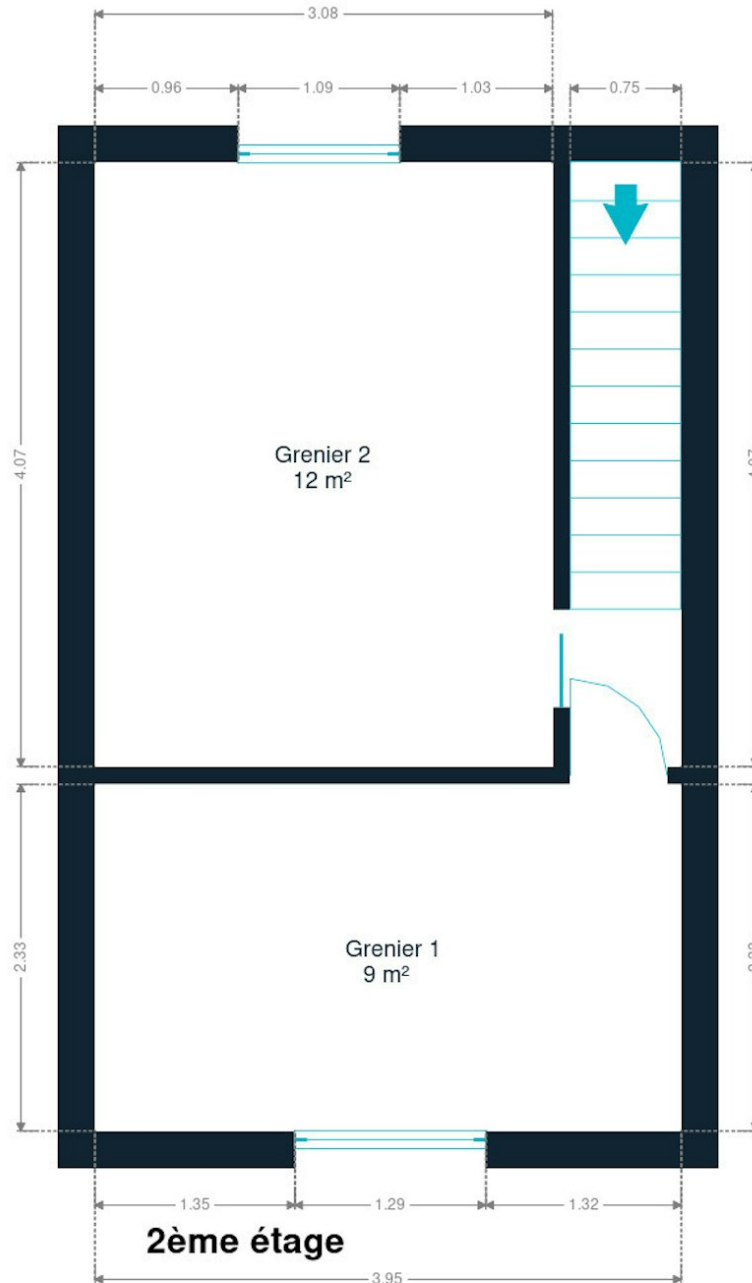 3.08
0.96 1.09 1.03 0.75
4.07
Grenier 2
12 m²
2.33
Grenier 1
9 m²
1.35 1.29 1.32
2ème étage
3.95